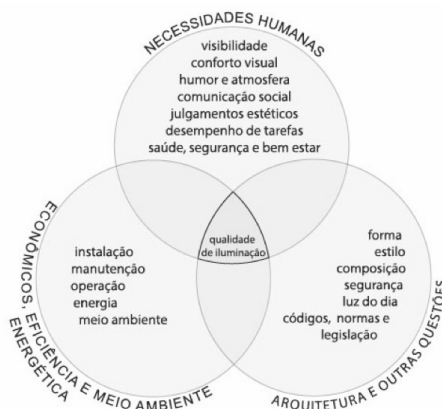 NECESSIDADES HUMANAS
visibilidade
conforto visual
humor e atmosfera
comunicação social
julgamentos estéticos
desempenho de tarefas
saúde, segurança e bem estar
qualidade
de iluminação
ECONÔMICOS, EFICIÊNCIA E MEIO AMBIENTE
ENERGÉTICA
instalação
manutenção
operação
energia
meio ambiente
forma
estilo
composição
segurança
luz do dia
códigos, normas e
legislação
ARQUITETURA E OUTRAS QUESTÕES